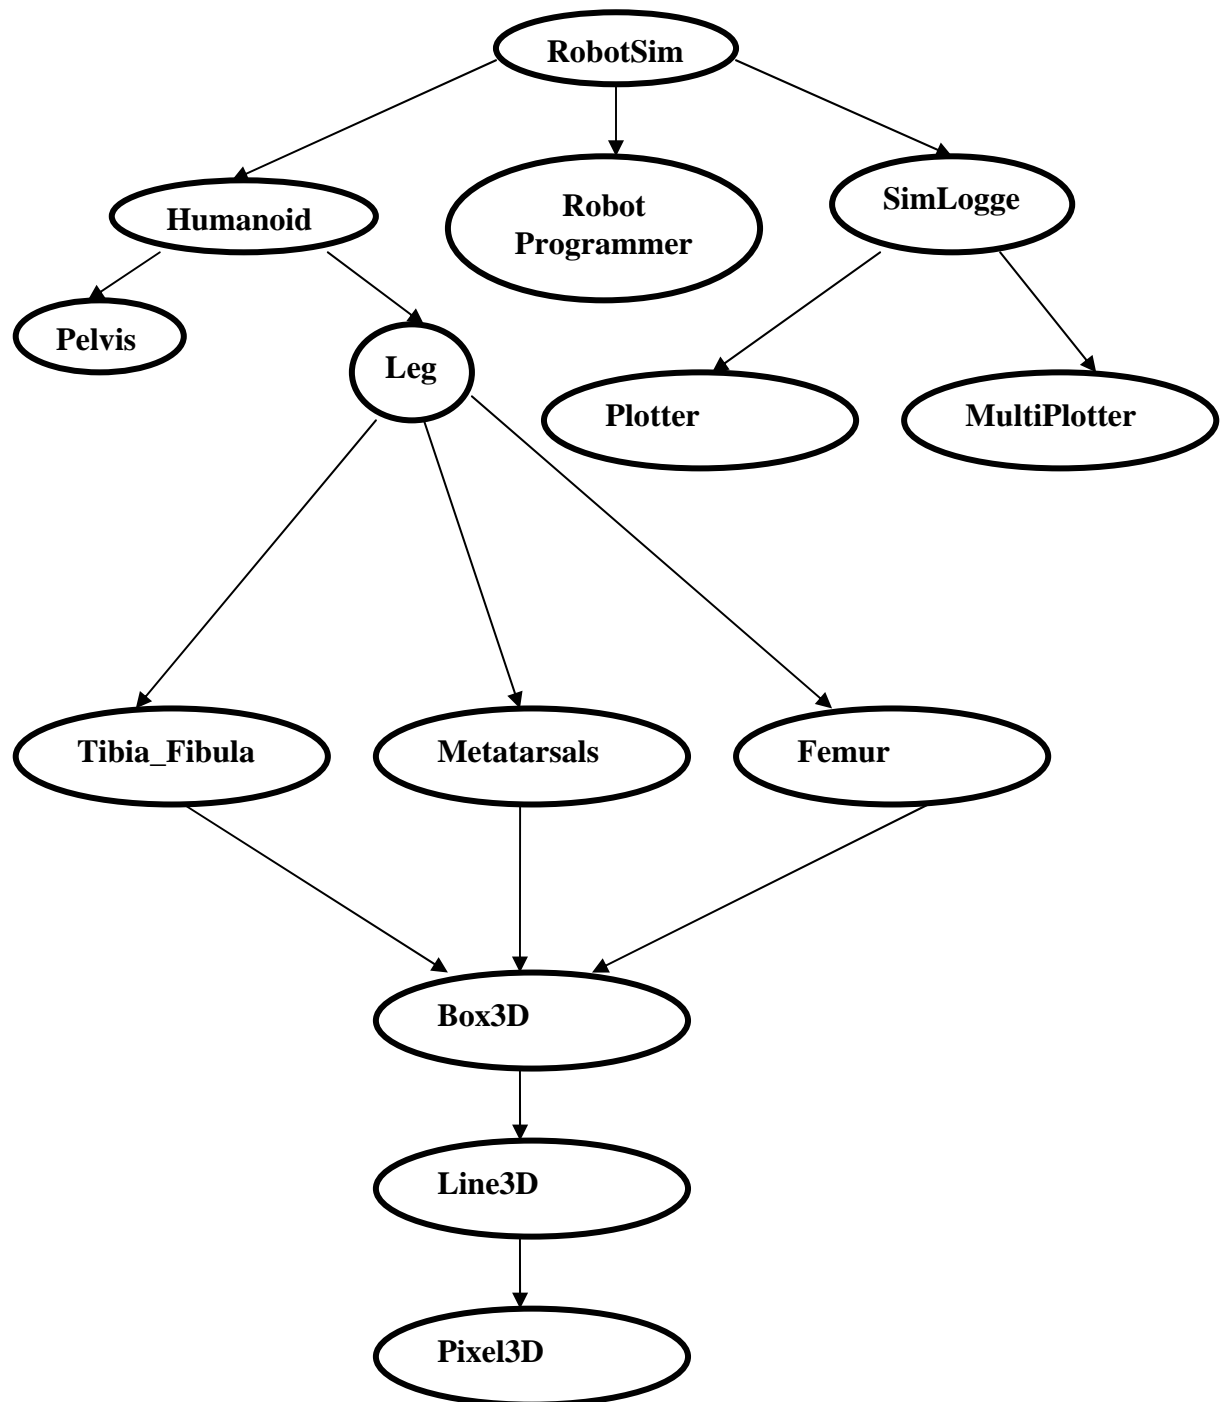 RobotSim
Humanoid
Robot
Programmer
SimLogge
Pelvis
Leg
Plotter
MultiPlotter
Tibia_Fibula
Metatarsals
Femur
Box3D
Line3D
Pixel3D